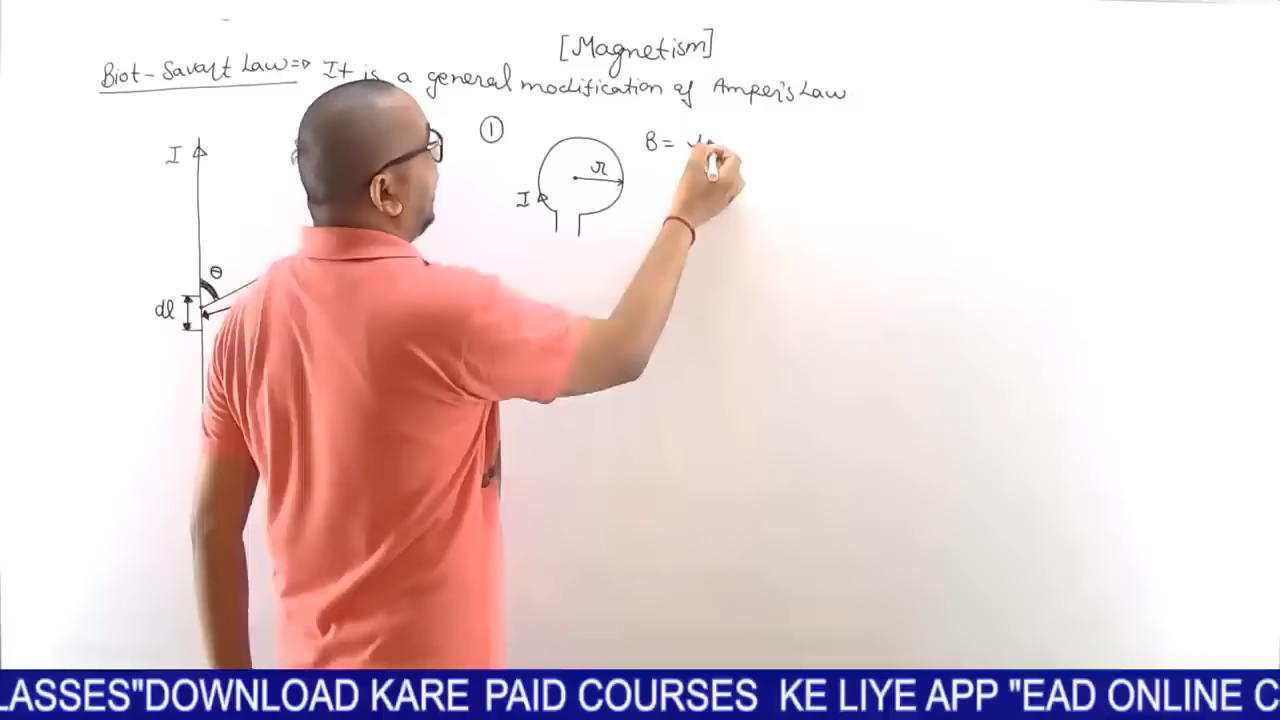 [Magnetism]
Biot-Savart Law⇒ It is a general modification of Amper's Law
I
θ
dl
①
r
I
B =
LASSES"DOWNLOAD KARE PAID COURSES KE LIYE APP "EAD ONLINE C